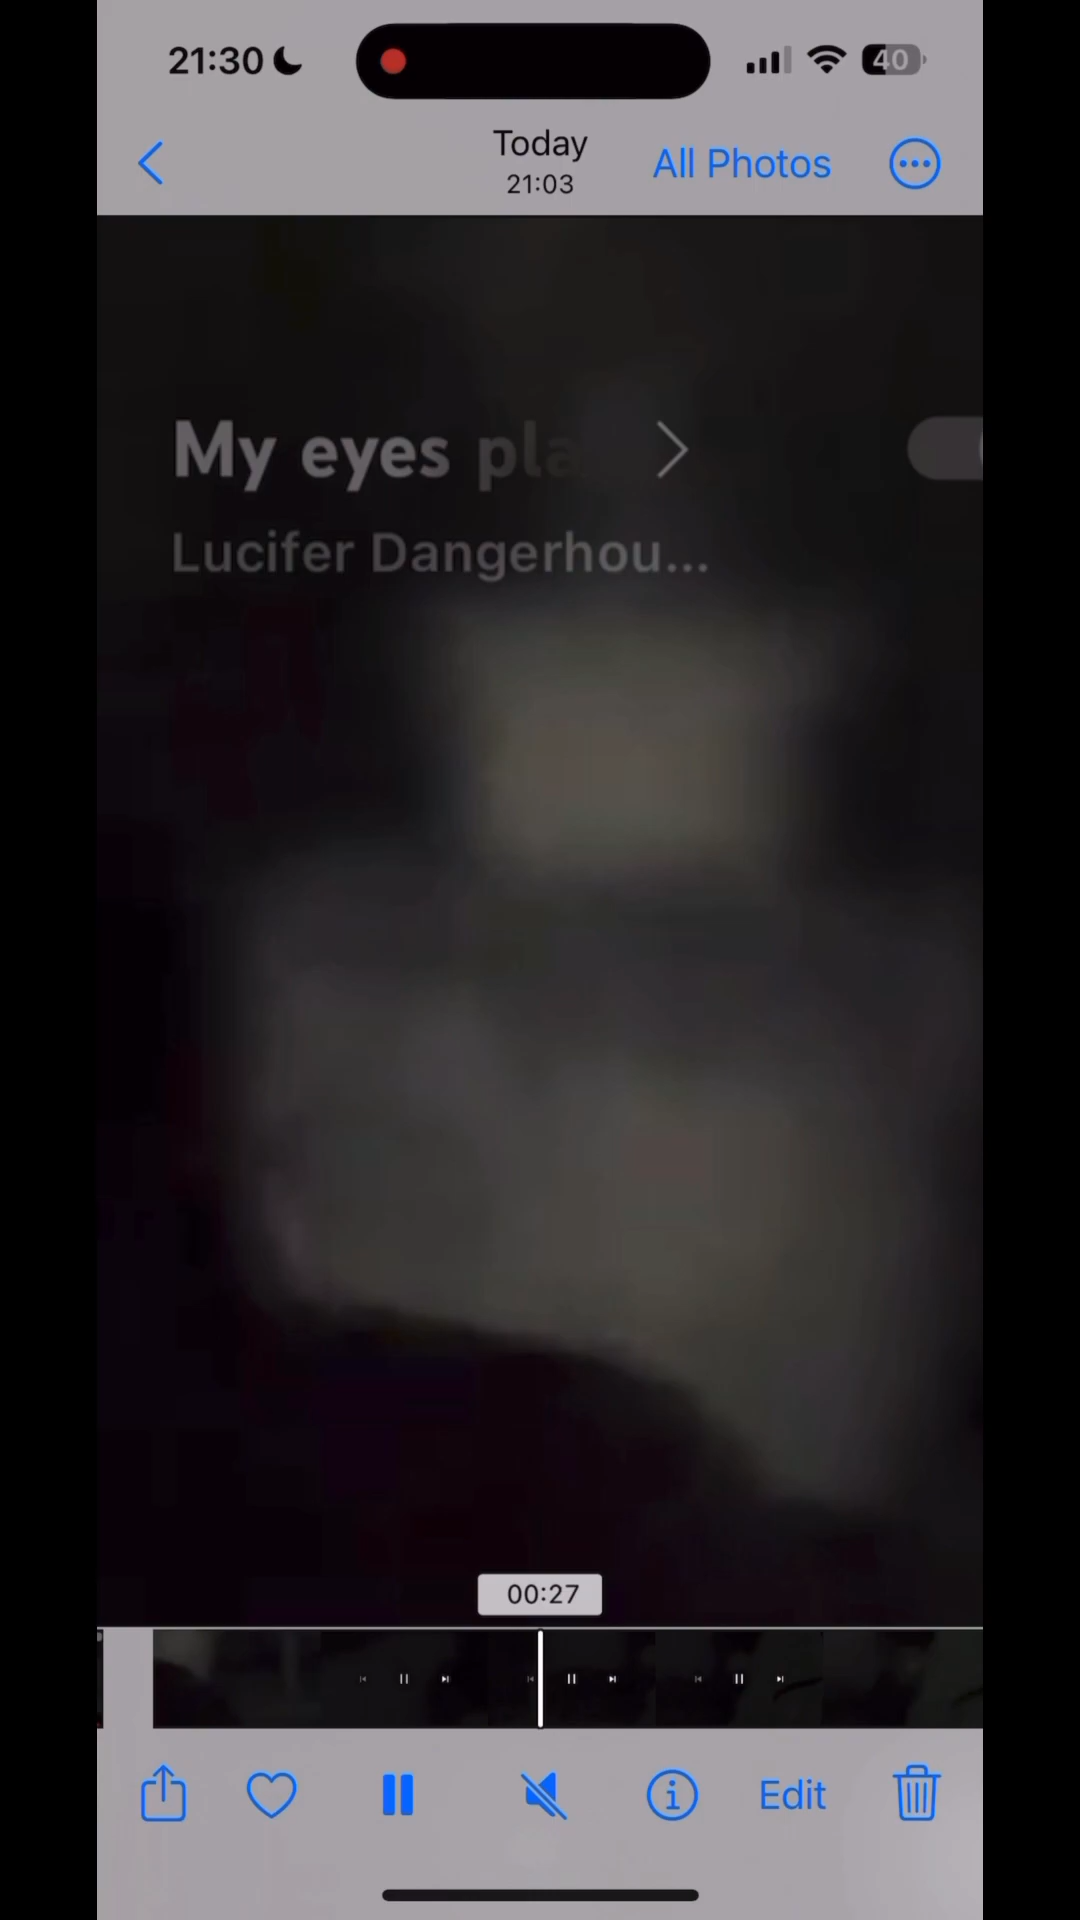 21:30
40
Today
21:03
All Photos
My eyes
Lucifer Dangerhou...
00:27
Edit